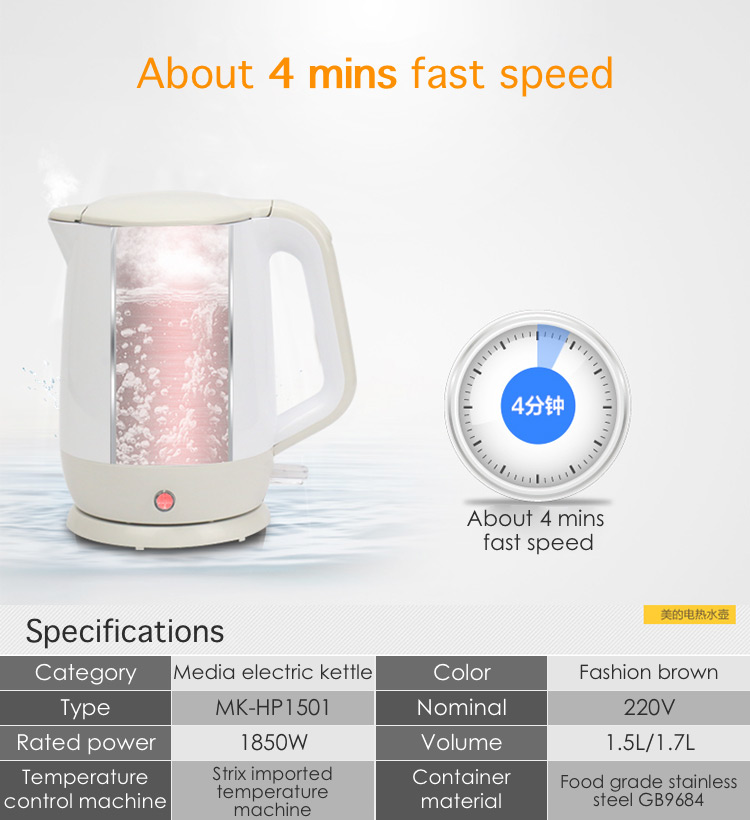 About 4 mins fast speed
4分钟
About 4 mins
fast speed
美的电热水壶
Specifications
Category
Media electric kettle
Color
Fashion brown
Type
MK-HP1501
Nominal
220V
Rated power
1850W
Volume
1.5L/1.7L
Temperature
control machine
Strix imported
temperature
machine
Container
material
Food grade stainless
steel GB9684